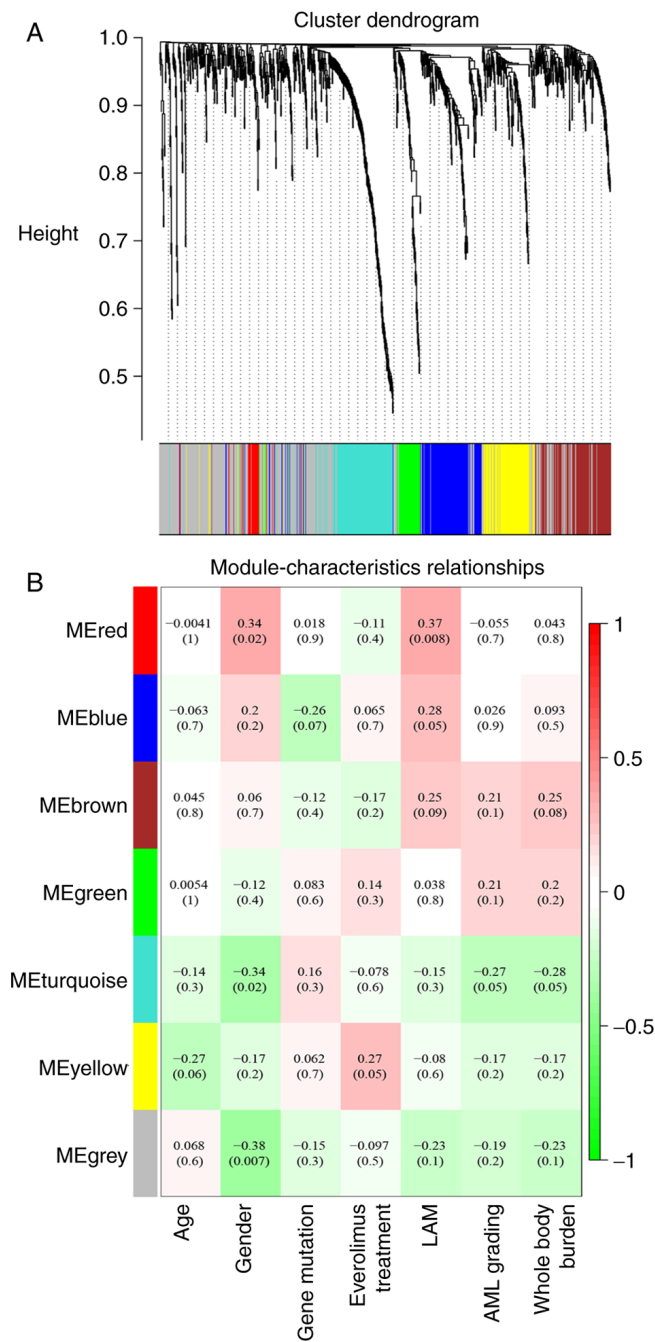 A
Cluster dendrogram
1.0
0.9
0.8
0.7
0.6
0.5
Height
B
Module-characteristics relationships
MEred
−0.0041 0.34 0.018 −0.11 0.37 −0.055 0.043
(1) (0.02) (0.9) (0.4) (0.008) (0.7) (0.8)
MEblue
−0.063 0.2 −0.26 0.065 0.28 0.026 0.093
(0.7) (0.2) (0.07) (0.7) (0.05) (0.9) (0.5)
MEbrown
0.045 0.06 −0.12 −0.17 0.25 0.21 0.25
(0.8) (0.7) (0.4) (0.2) (0.09) (0.1) (0.08)
MEgreen
0.0054 −0.12 0.083 0.14 0.038 0.21 0.2
(1) (0.4) (0.6) (0.3) (0.8) (0.1) (0.2)
MEturquoise
−0.14 −0.34 0.16 −0.078 −0.15 −0.27 −0.28
(0.3) (0.02) (0.3) (0.6) (0.3) (0.05) (0.05)
MEyellow
−0.27 −0.17 0.062 0.27 −0.08 −0.17 −0.17
(0.06) (0.2) (0.7) (0.05) (0.6) (0.2) (0.2)
MEgrey
0.068 −0.38 −0.15 −0.097 −0.23 −0.19 −0.23
(0.6) (0.007) (0.3) (0.5) (0.1) (0.2) (0.1)
1
0.5
0
−0.5
−1
Age
Gender
Gene mutation
Everolimus
treatment
LAM
AML grading
Whole body
burden